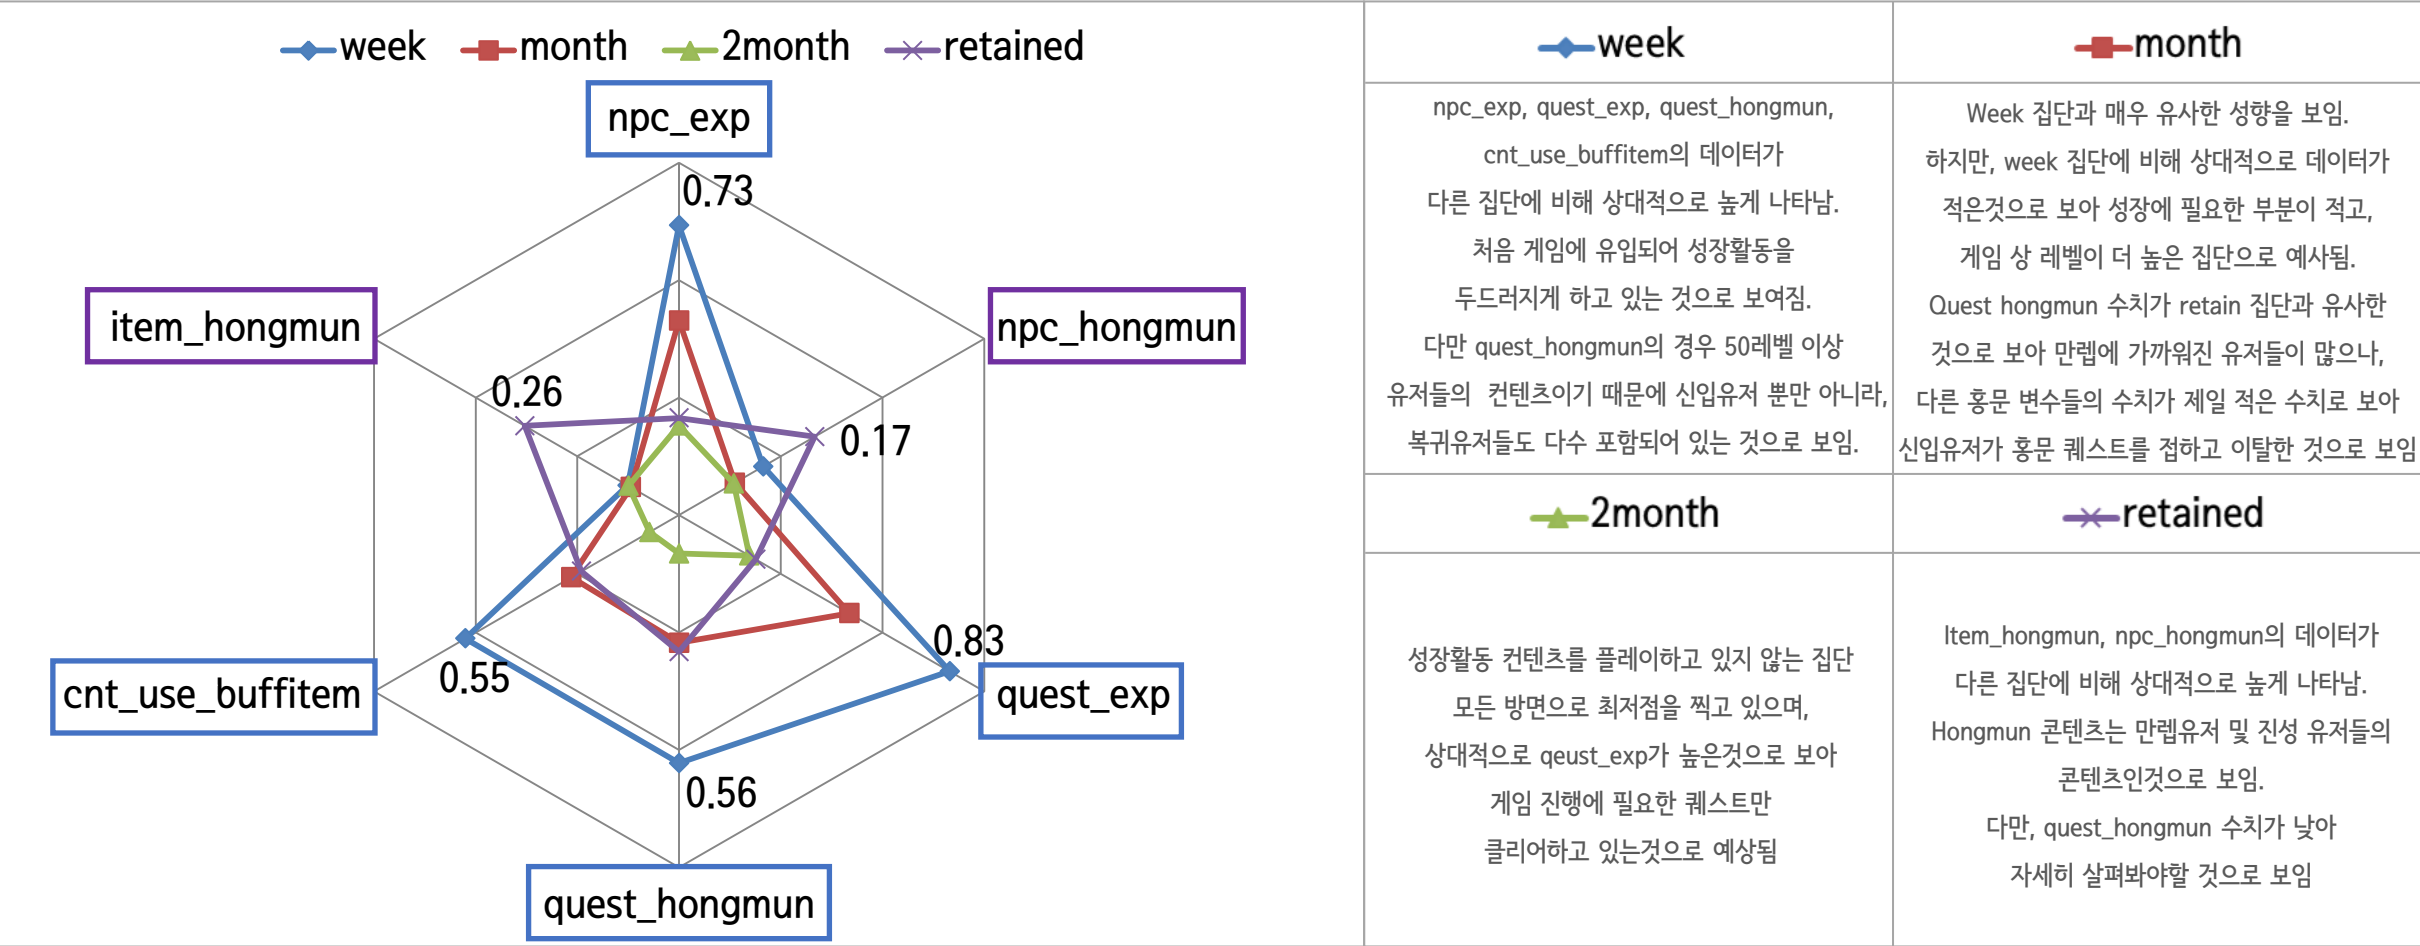 week month 2month retained
npc_exp
0.73
item_hongmun
npc_hongmun
0.26
0.17
0.83
cnt_use_buffitem
0.55
quest_exp
0.56
quest_hongmun
week
npc_exp, quest_exp, quest_hongmun,
cnt_use_buffitem의 데이터가
다른 집단에 비해 상대적으로 높게 나타남.
처음 게임에 유입되어 성장활동을
두드러지게 하고 있는 것으로 보여짐.
다만 quest_hongmun의 경우 50레벨 이상
유저들의 컨텐츠이기 때문에 신입유저 뿐만 아니라,
복귀유저들도 다수 포함되어 있는 것으로 보임.
month
Week 집단과 매우 유사한 성향을 보임.
하지만, week 집단에 비해 상대적으로 데이터가
적은것으로 보아 성장에 필요한 부분이 적고,
게임 상 레벨이 더 높은 집단으로 예사됨.
Quest hongmun 수치가 retain 집단과 유사한
것으로 보아 만렙에 가까워진 유저들이 많으나,
다른 홍문 변수들의 수치가 제일 적은 수치로 보아
신입유저가 홍문 퀘스트를 접하고 이탈한 것으로 보임
2month
성장활동 컨텐츠를 플레이하고 있지 않는 집단
모든 방면으로 최저점을 찍고 있으며,
상대적으로 qeust_exp가 높은것으로 보아
게임 진행에 필요한 퀘스트만
클리어하고 있는것으로 예상됨
retained
Item_hongmun, npc_hongmun의 데이터가
다른 집단에 비해 상대적으로 높게 나타남.
Hongmun 콘텐츠는 만렙유저 및 진성 유저들의
콘텐츠인것으로 보임.
다만, quest_hongmun 수치가 낮아
자세히 살펴봐야할 것으로 보임